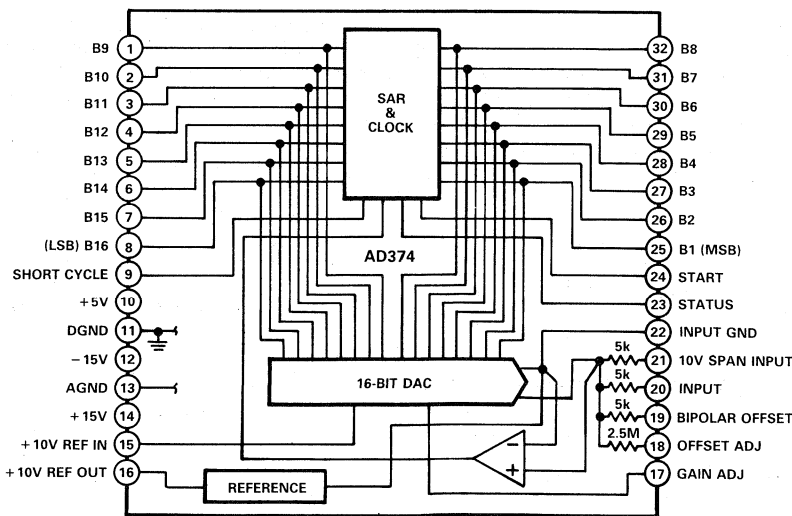 B9 1
B10 2
B11 3
B12 4
B13 5
B14 6
B15 7
(LSB) B16 8
SHORT CYCLE 9
+5V 10
DGND 11
-15V 12
AGND 13
+15V 14
+10V REF IN 15
+10V REF OUT 16
SAR
&
CLOCK
AD374
16-BIT DAC
REFERENCE
-
+
32 B8
31 B7
30 B6
29 B5
28 B4
27 B3
26 B2
25 B1 (MSB)
24 START
23 STATUS
22 INPUT GND
5k
21 10V SPAN INPUT
5k
20 INPUT
5k
19 BIPOLAR OFFSET
2.5M
18 OFFSET ADJ
17 GAIN ADJ